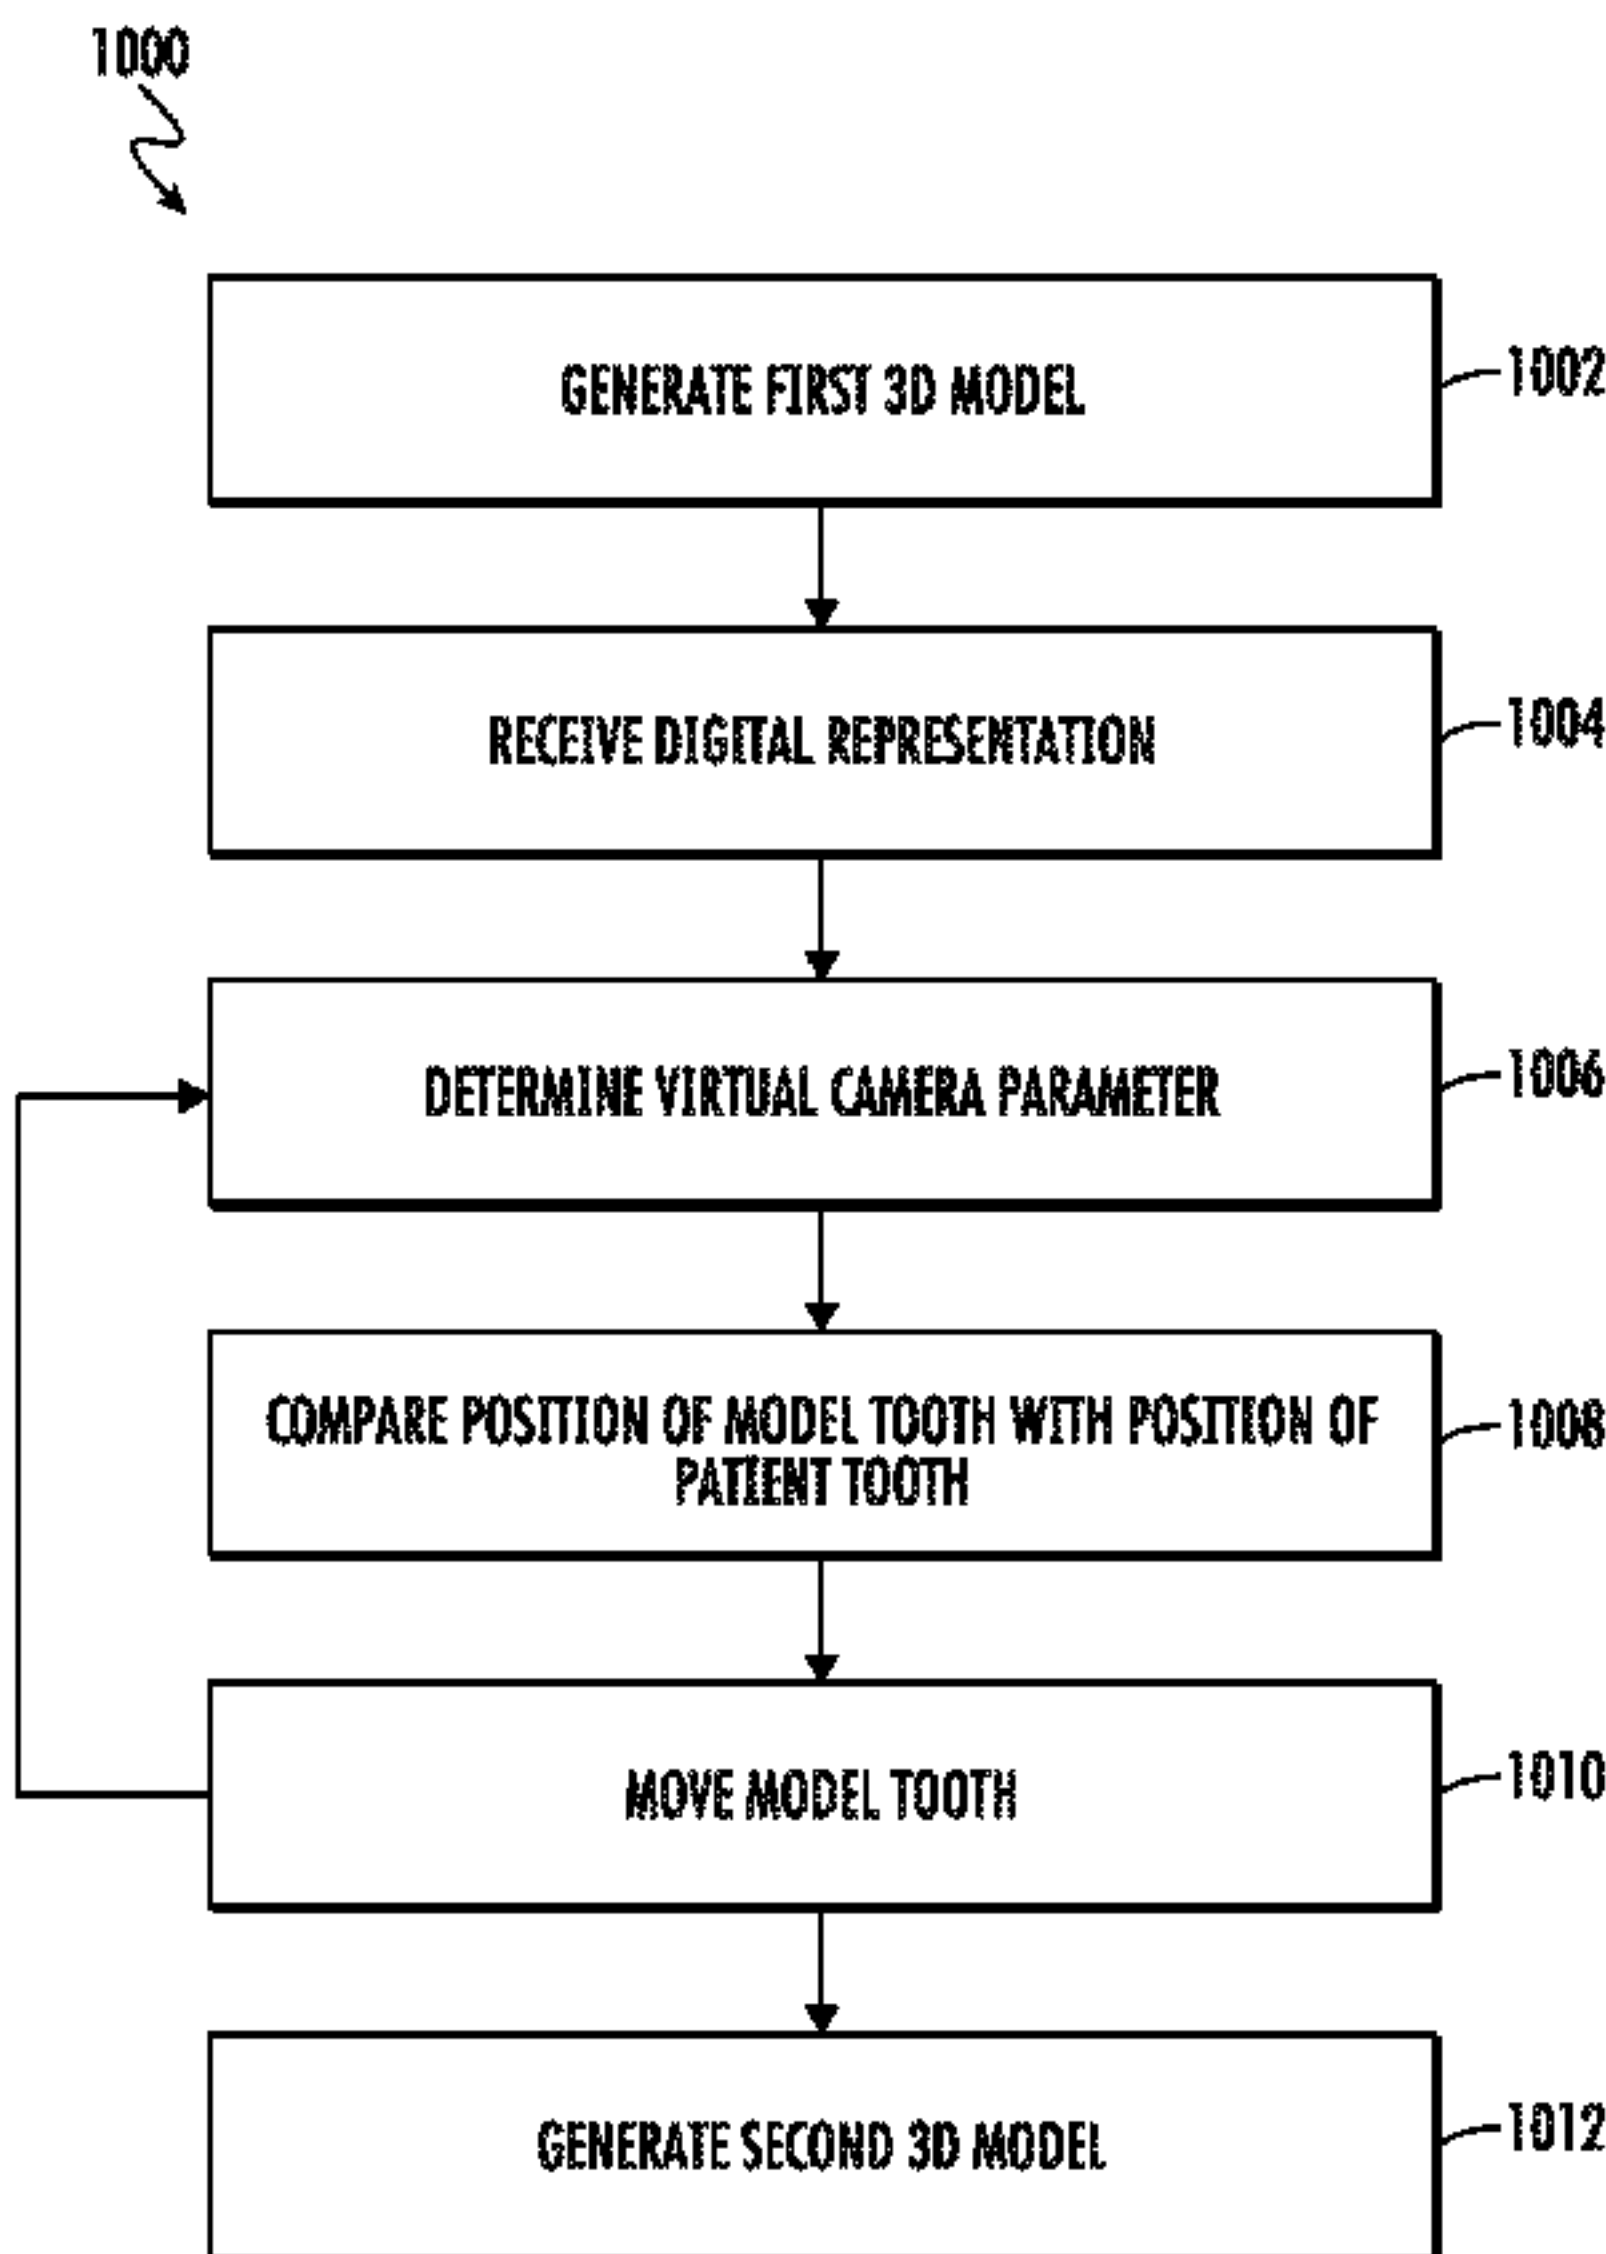 1000
GENERATE FIRST 3D MODEL
1002
RECEIVE DIGITAL REPRESENTATION
1004
DETERMINE VIRTUAL CAMERA PARAMETER
1006
COMPARE POSITION OF MODEL TOOTH WITH POSITION OF
PATIENT TOOTH
1008
MOVE MODEL TOOTH
1010
GENERATE SECOND 3D MODEL
1012